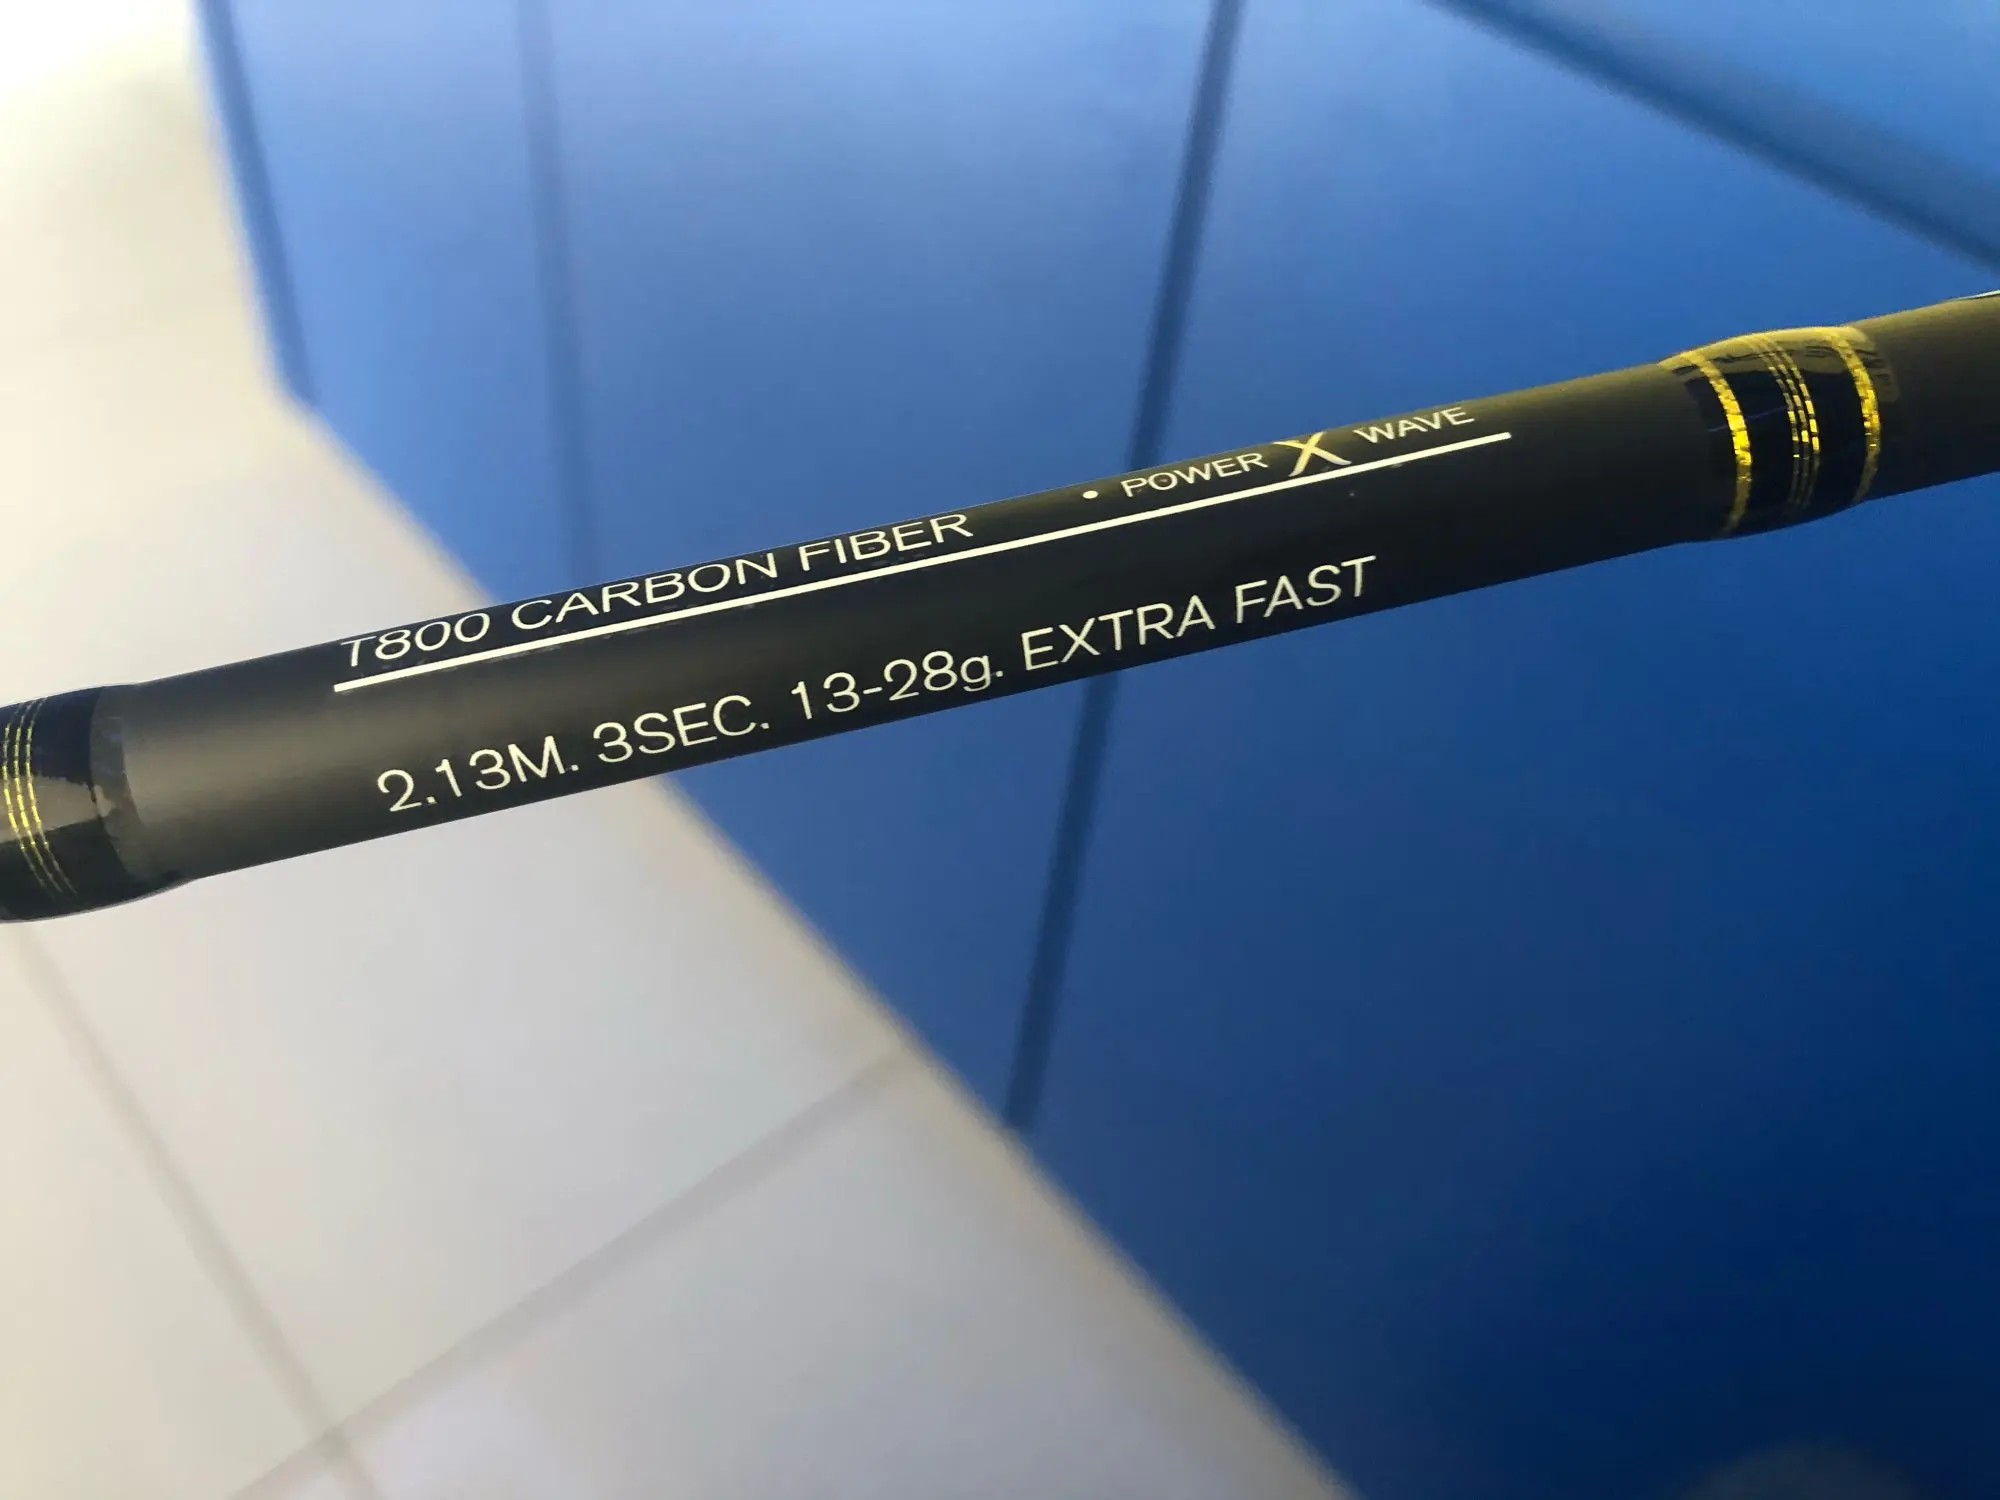 T800 CARBON FIBER • POWER X WAVE
2.13M. 3SEC. 13-28g. EXTRA FAST